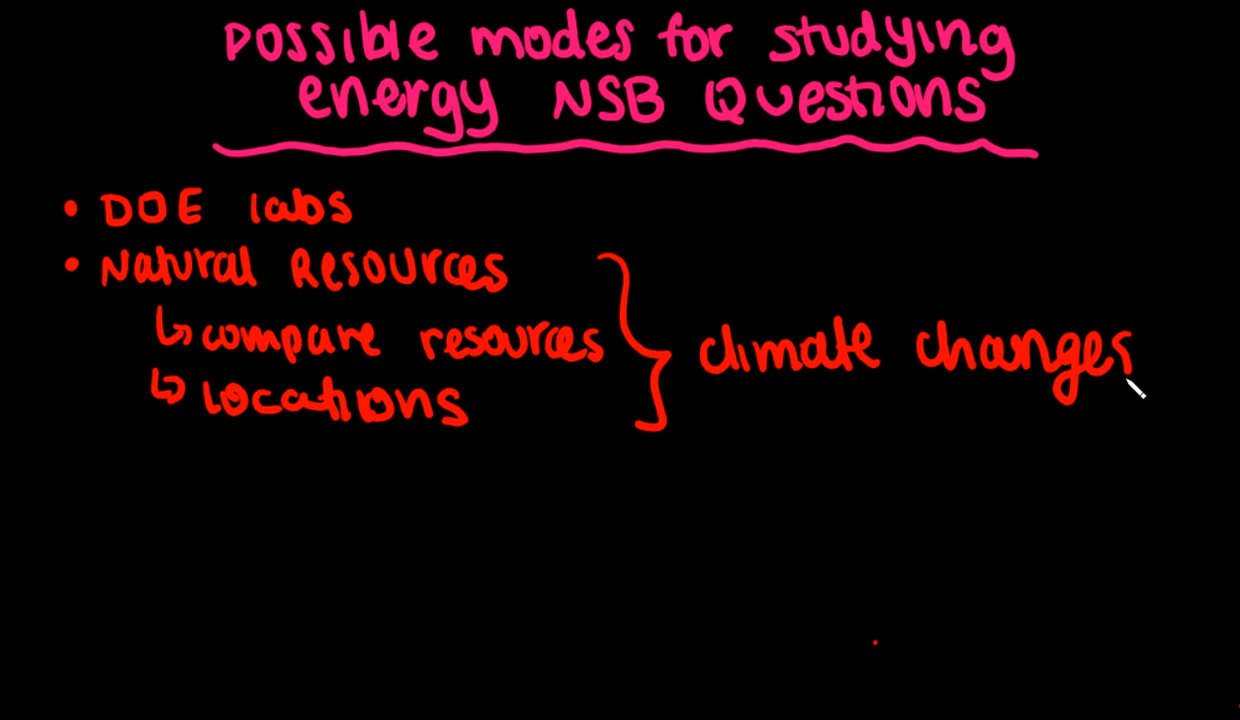 Possible modes for studying
energy NSB Questions
• DOE labs
• Natural Resources
↳ compare resources
↳ locations
climate changes